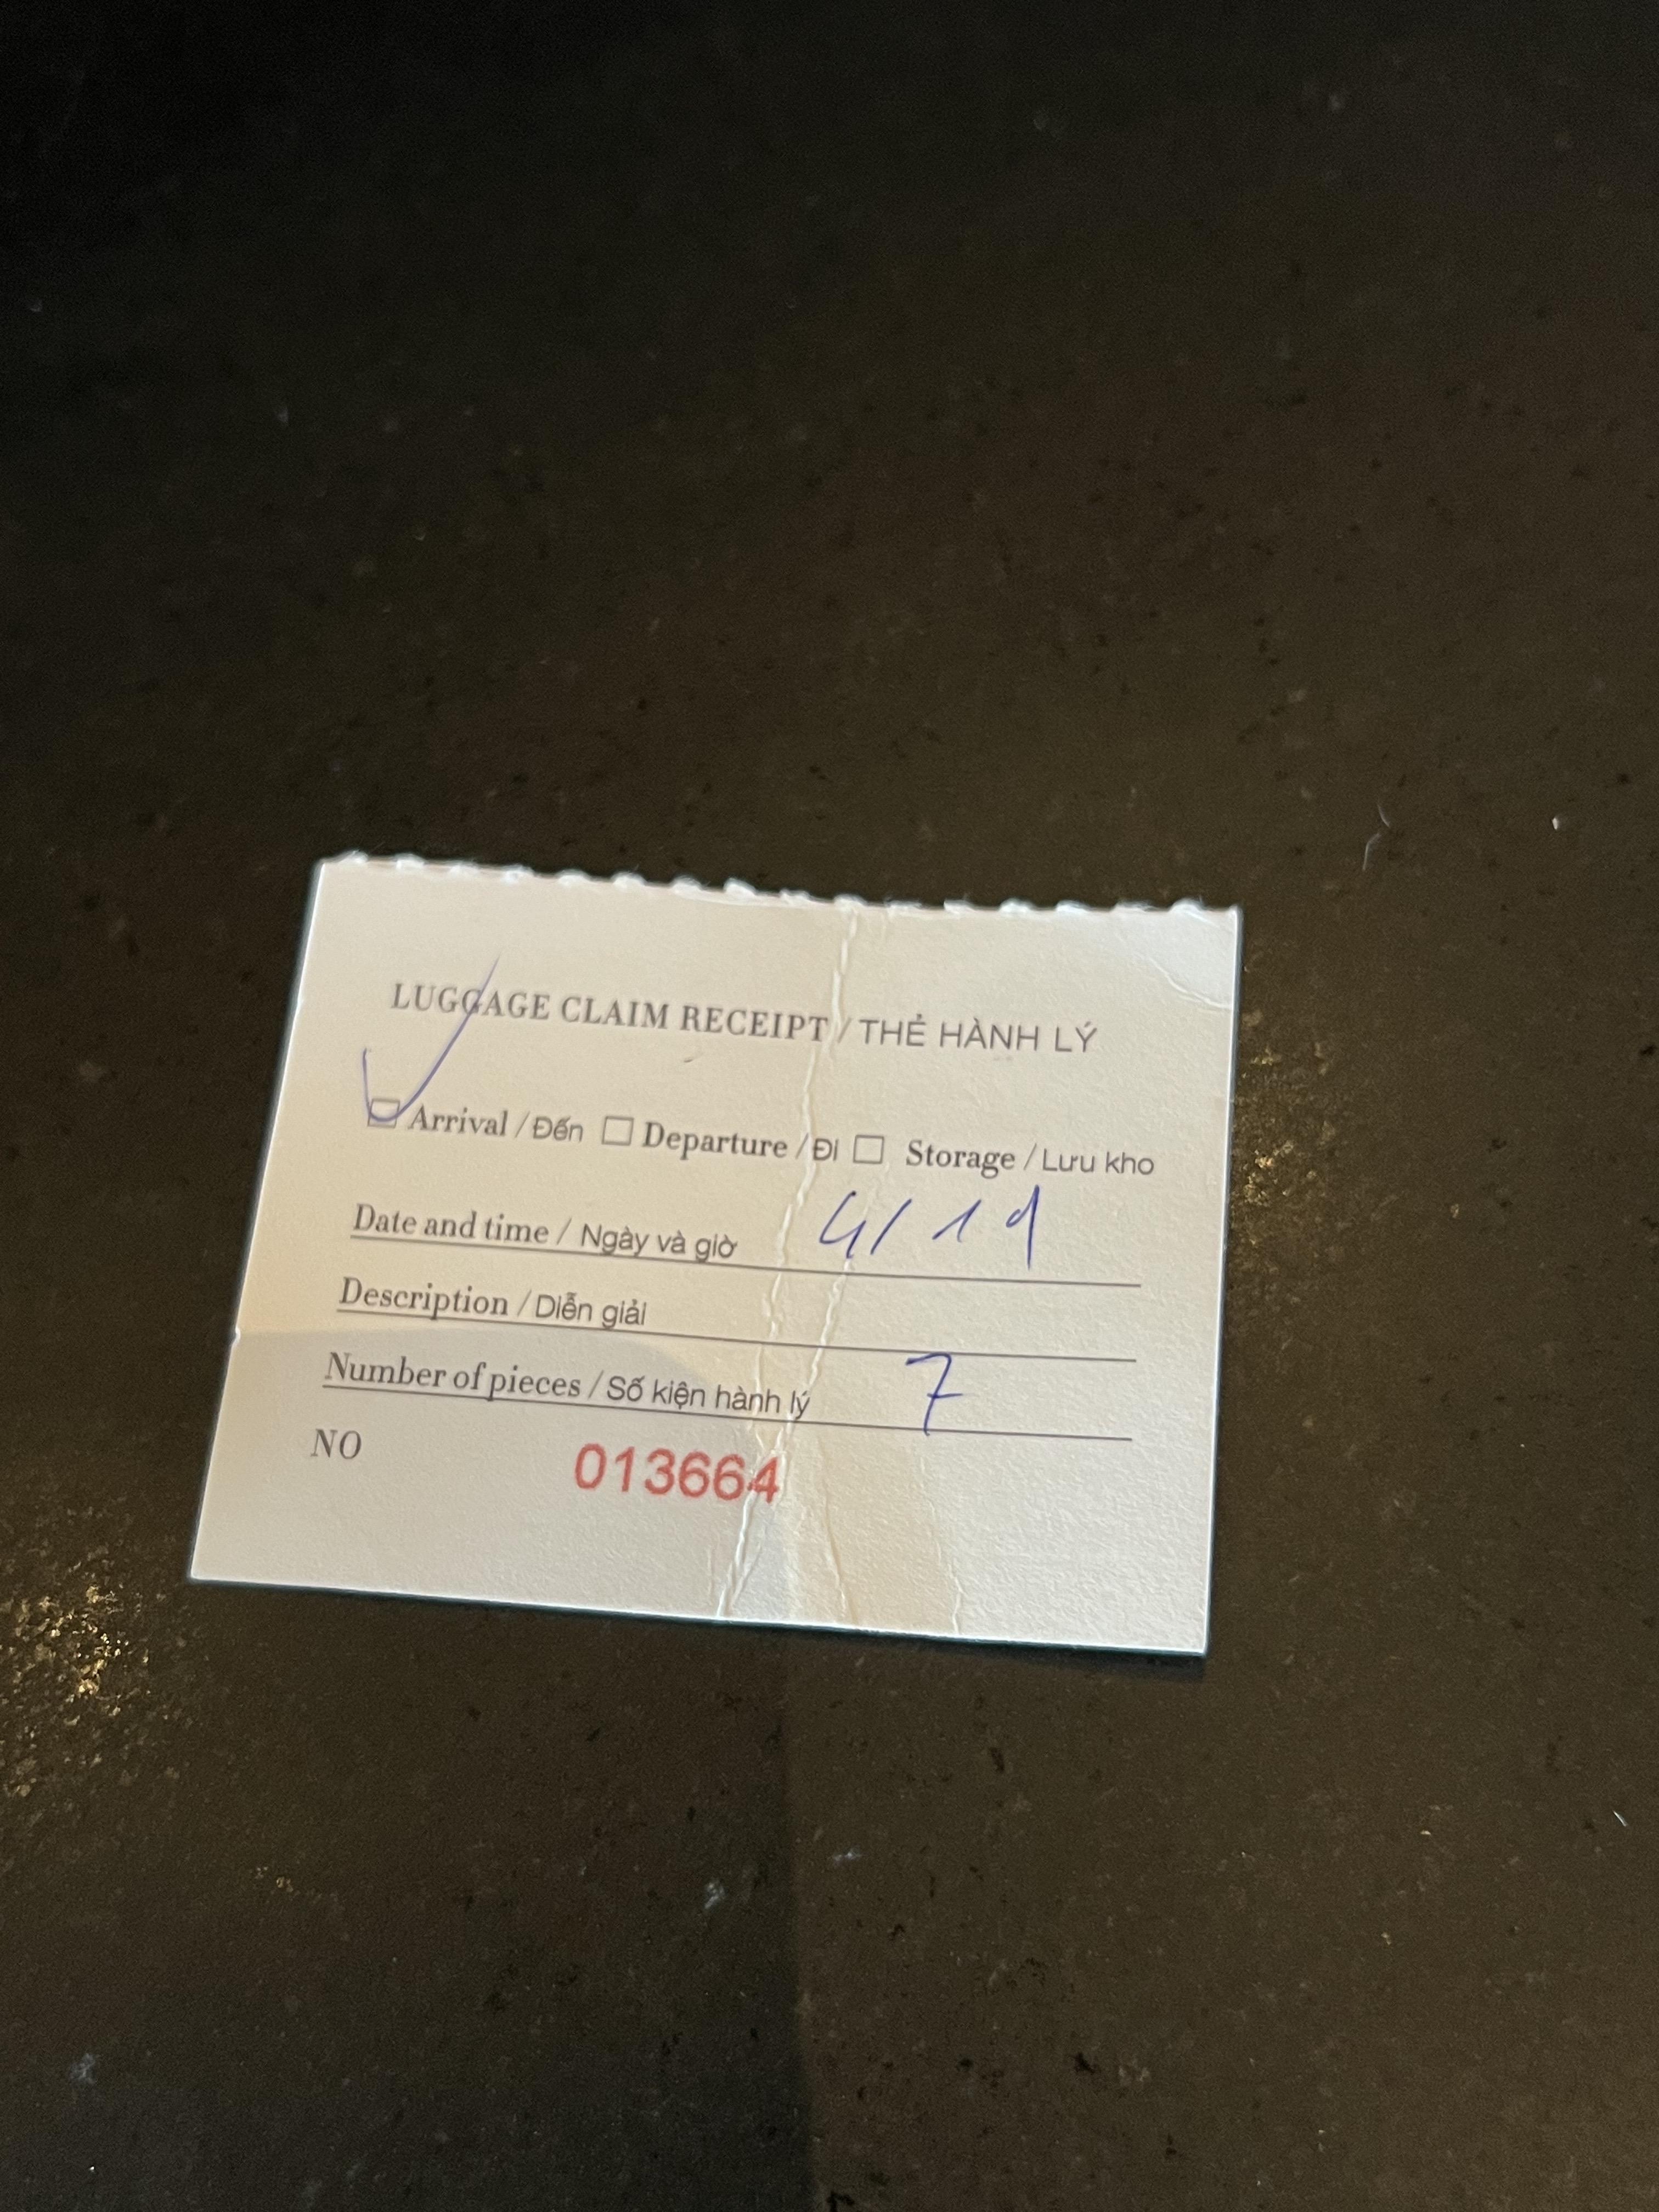 LUGGAGE CLAIM RECEIPT / THẺ HÀNH LÝ
Arrival / Đến Departure / Đi Storage / Lưu kho
Date and time / Ngày và giờ 4/11
Description / Diễn giải
Number of pieces / Số kiện hành lý 7
NO 013664